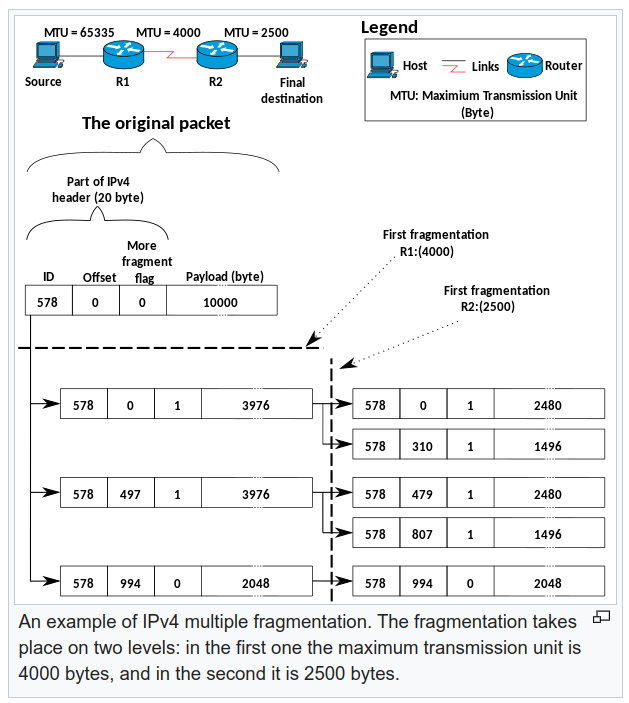 MTU = 65335 MTU = 4000 MTU = 2500
Source R1 R2 Final
destination
Legend
Host Links Router
MTU: Maximium Transmission Unit
(Byte)
The original packet
Part of IPv4
header (20 byte)
More
fragment
ID Offset flag Payload (byte)
578 0 0 10000
First fragmentation
R1:(4000)
First fragmentation
R2:(2500)
578 0 1 3976
578 0 1 2480
578 310 1 1496
578 497 1 3976
578 479 1 2480
578 807 1 1496
578 994 0 2048
578 994 0 2048
An example of IPv4 multiple fragmentation. The fragmentation takes
place on two levels: in the first one the maximum transmission unit is
4000 bytes, and in the second it is 2500 bytes.